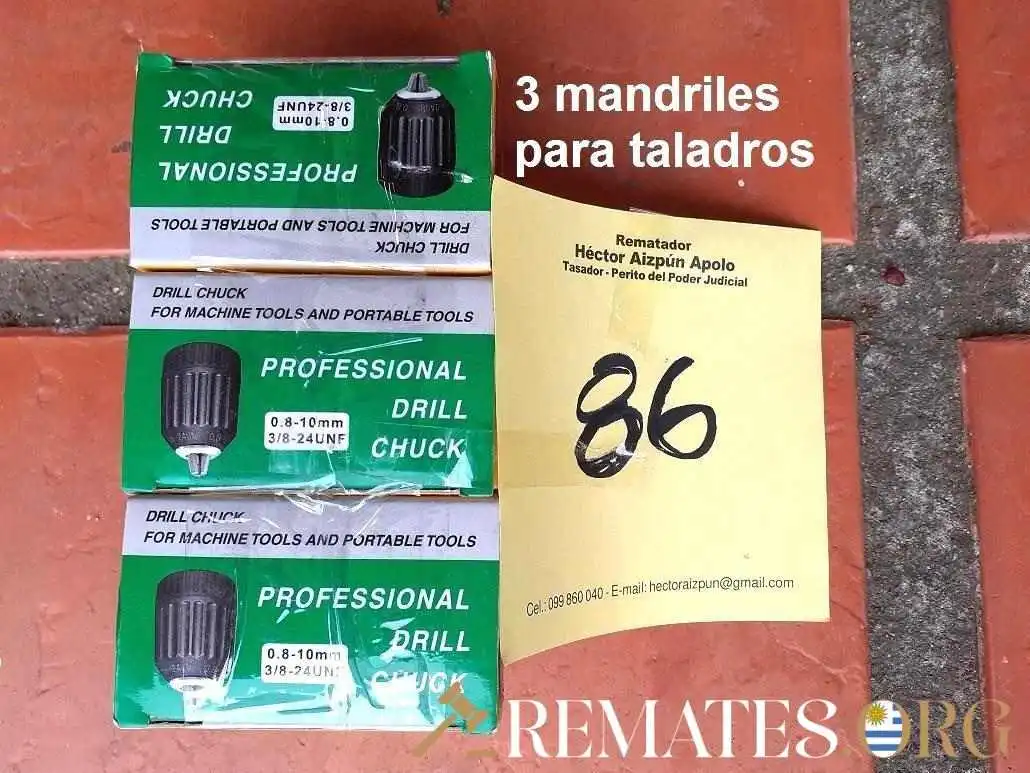 3 mandriles
para taladros
PROFESSIONAL
DRILL
CHUCK
0.8-10mm
3/8-24UNF
DRILL CHUCK
FOR MACHINE TOOLS AND PORTABLE TOOLS
DRILL CHUCK
FOR MACHINE TOOLS AND PORTABLE TOOLS
PROFESSIONAL
DRILL
CHUCK
0.8-10mm
3/8-24UNF
DRILL CHUCK
FOR MACHINE TOOLS AND PORTABLE TOOLS
PROFESSIONAL
DRILL
CHUCK
0.8-10mm
3/8-24UNF
Rematador
Héctor Aizpún Apolo
Tasador - Perito del Poder Judicial
86
Cel.: 099 860 040 - E-mail: hectoraizpun@gmail.com
REMATES.ORG